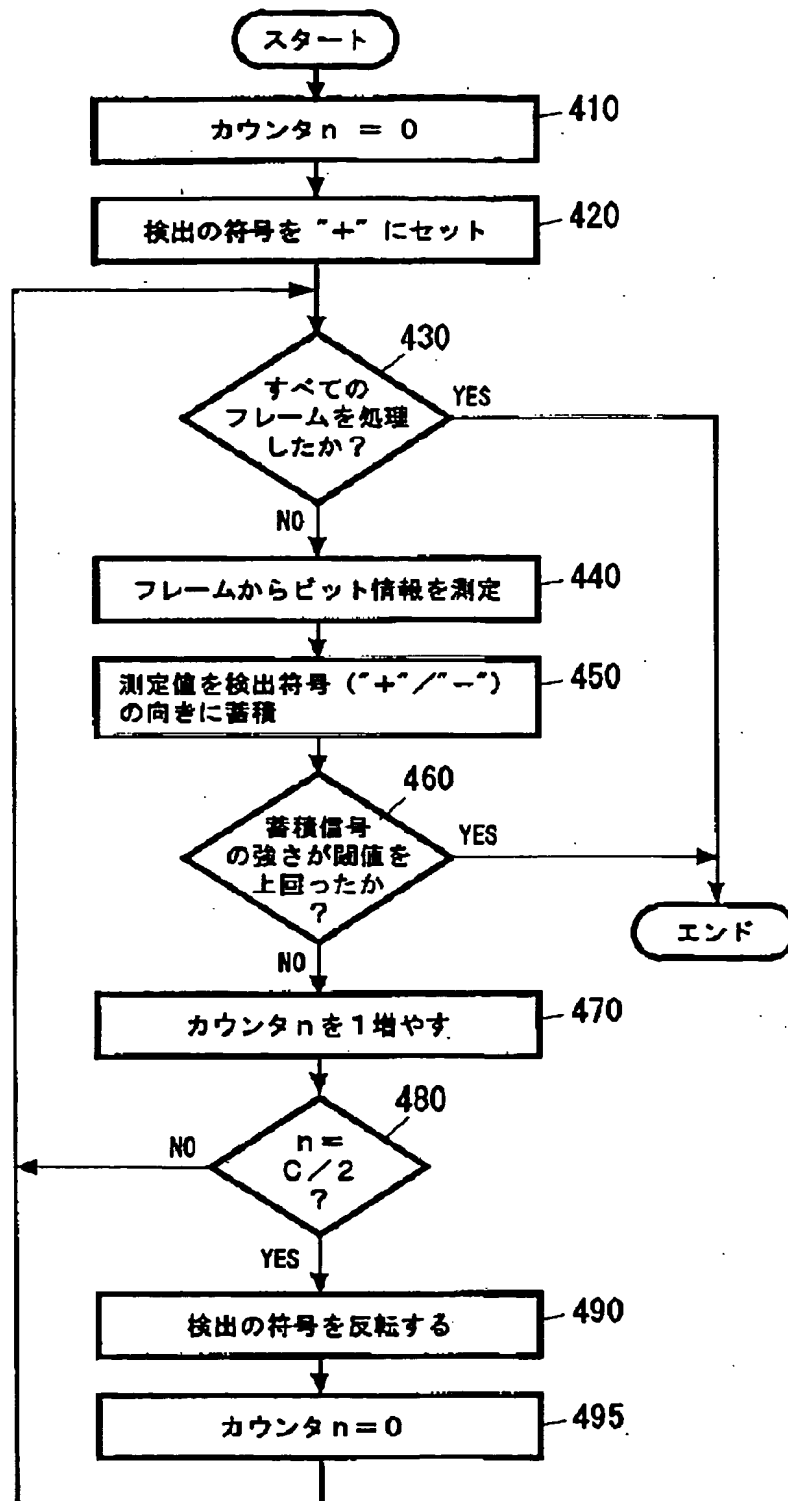 スタート
カウンタn = 0
410
検出の符号を "+" にセット
420
430
すべての
フレームを処理
したか?
YES
NO
フレームからビット情報を測定
440
測定値を検出符号 ("+"/"−")
の向きに蓄積
450
460
蓄積信号
の強さが閾値を
上回ったか
?
YES
エンド
NO
カウンタnを1増やす
470
480
NO
n=
C/2
?
YES
検出の符号を反転する
490
カウンタn=0
495